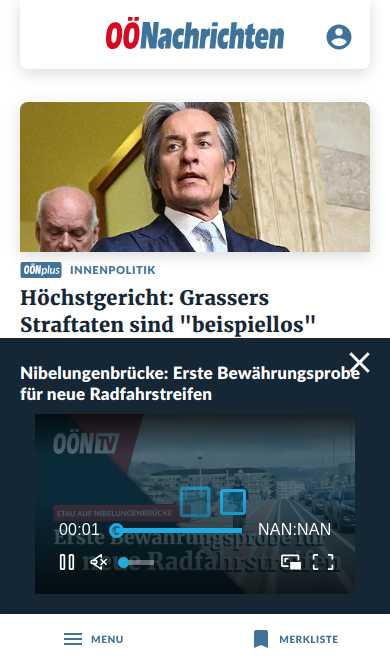 OÖNachrichten
OÖNplus INNENPOLITIK
Höchstgericht: Grassers
Straftaten sind "beispiellos"
Nibelungenbrücke: Erste Bewährungsprobe
für neue Radfahrstreifen
OÖN TV
STAU AUF NIBELUNGENBRÜCKE
00:01
NAN:NAN
Erste Bewährungsprobe für
neue Radfahrstreifen
MENU
MERKLISTE